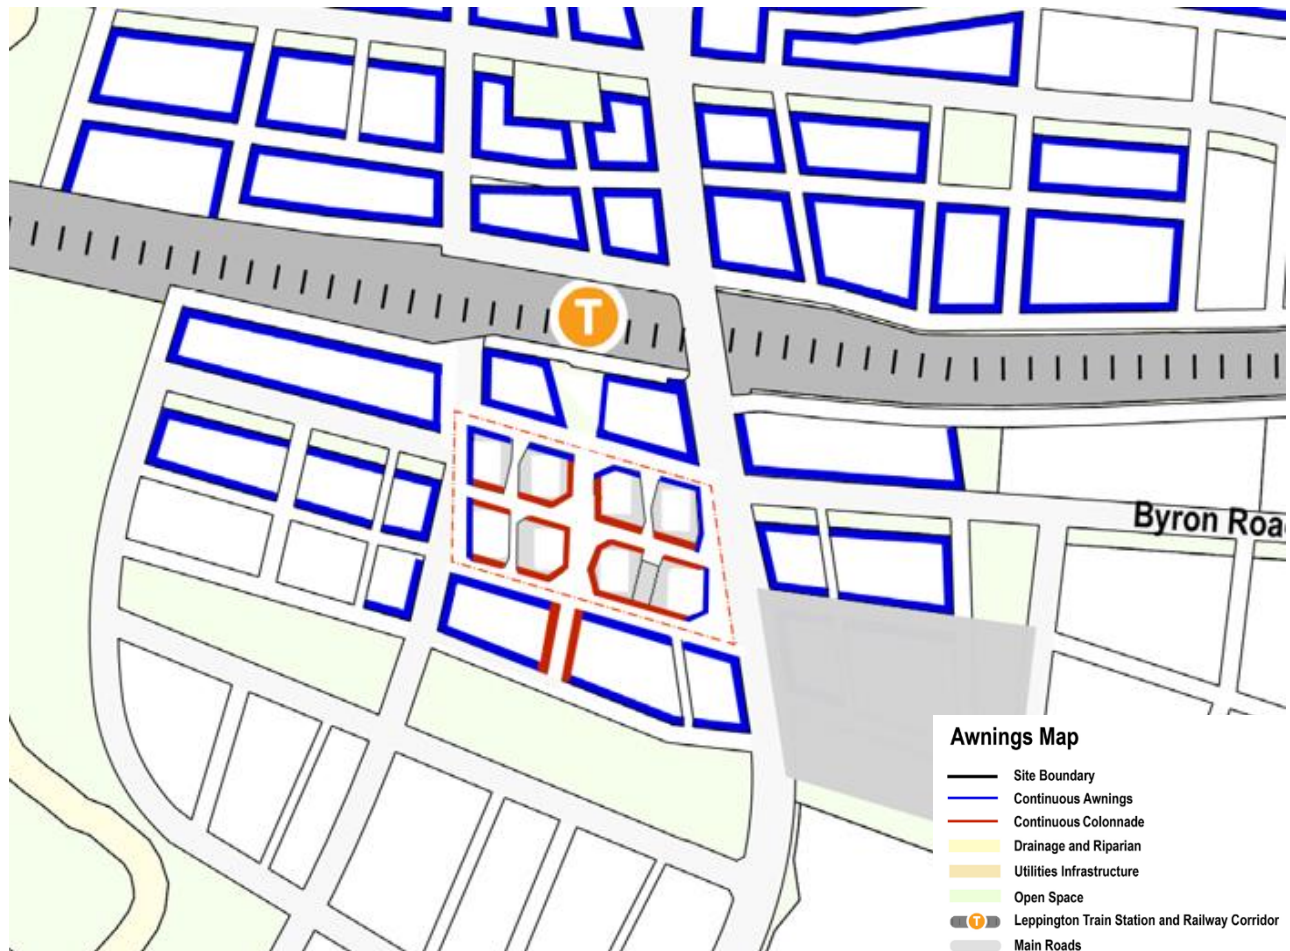 T
Byron Roa
Awnings Map
Site Boundary
Continuous Awnings
Continuous Colonnade
Drainage and Riparian
Utilities Infrastructure
Open Space
T Leppington Train Station and Railway Corridor
Main Roads